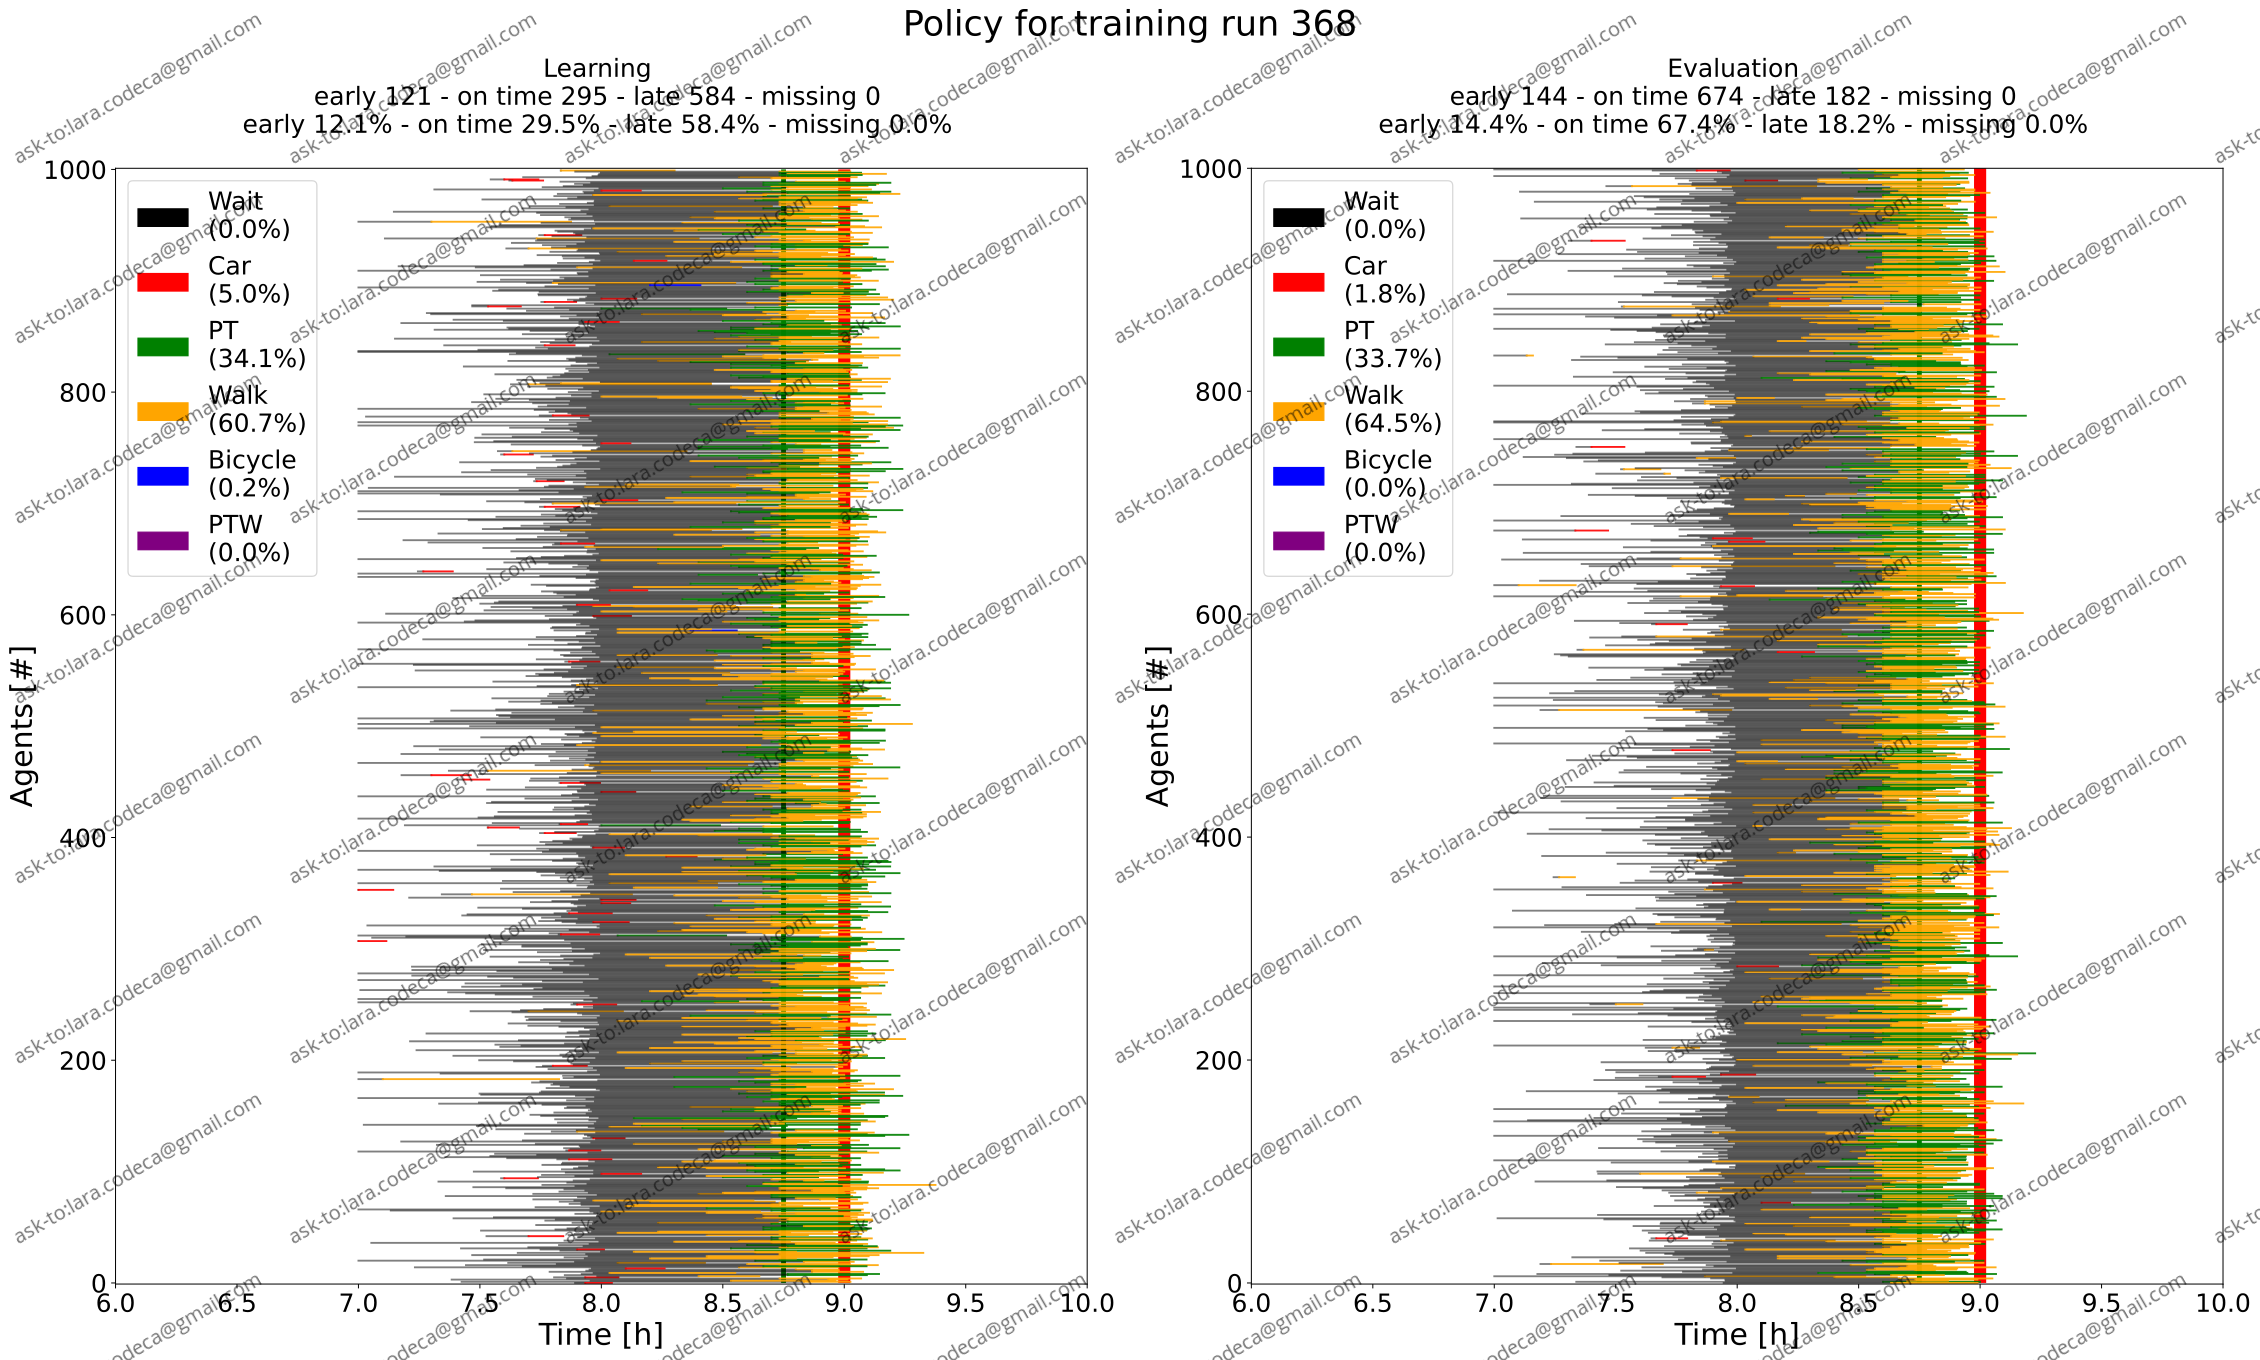 Policy for training run 368
Learning
early 121 - on time 295 - late 584 - missing 0
early 12.1% - on time 29.5% - late 58.4% - missing 0.0%
Wait
(0.0%)
Car
(5.0%)
PT
(34.1%)
Walk
(60.7%)
Bicycle
(0.2%)
PTW
(0.0%)
Agents [#]
1000
800
600
400
200
0
6.0 6.5 7.0 7.5 8.0 8.5 9.0 9.5 10.0
Time [h]
Evaluation
early 144 - on time 674 - late 182 - missing 0
early 14.4% - on time 67.4% - late 18.2% - missing 0.0%
Wait
(0.0%)
Car
(1.8%)
PT
(33.7%)
Walk
(64.5%)
Bicycle
(0.0%)
PTW
(0.0%)
Agents [#]
1000
800
600
400
200
0
6.0 6.5 7.0 7.5 8.0 8.5 9.0 9.5 10.0
Time [h]
ask-to:lara.codeca@gmail.com